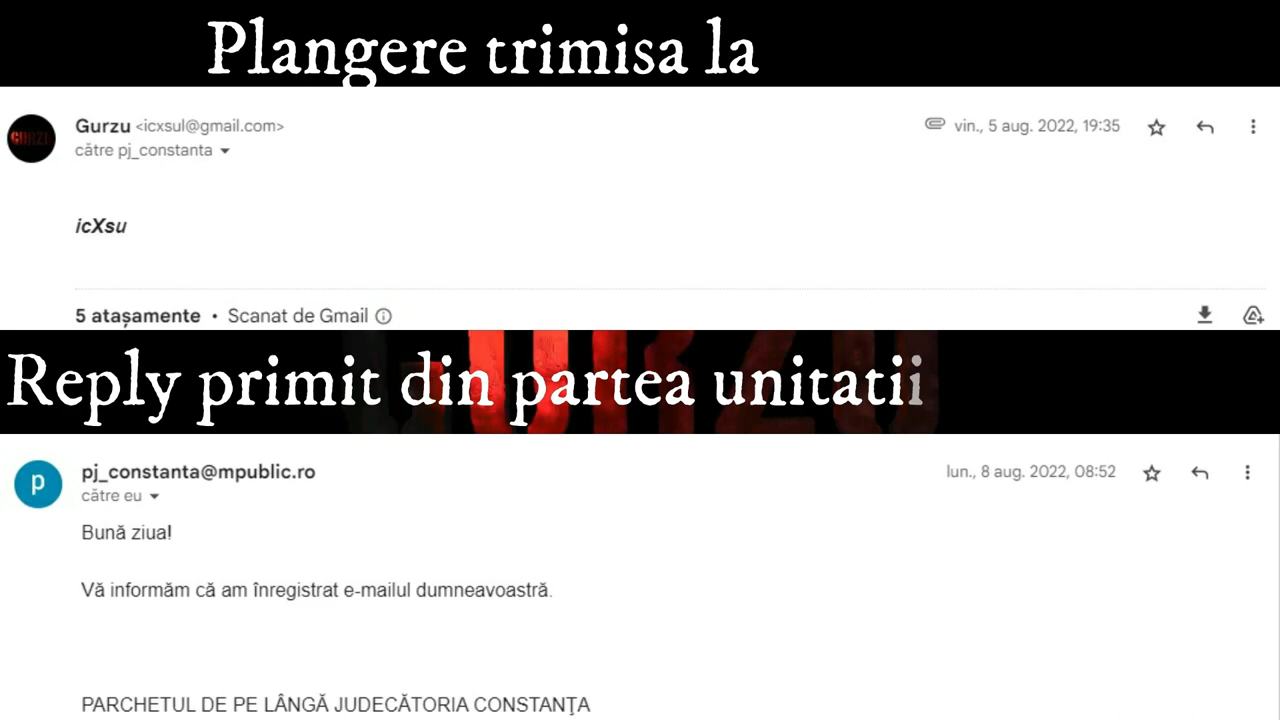 Plangere trimisa la
GURZU
Gurzu <icxsul@gmail.com>
vin., 5 aug. 2022, 19:35
către pj_constanta
icXsu
5 atașamente • Scanat de Gmail
GURZU
Reply primit din partea unitatii
p
pj_constanta@mpublic.ro
lun., 8 aug. 2022, 08:52
către eu
Bună ziua!
Vă informăm că am înregistrat e-mailul dumneavoastră.
PARCHETUL DE PE LÂNGĂ JUDECĂTORIA CONSTANŢA